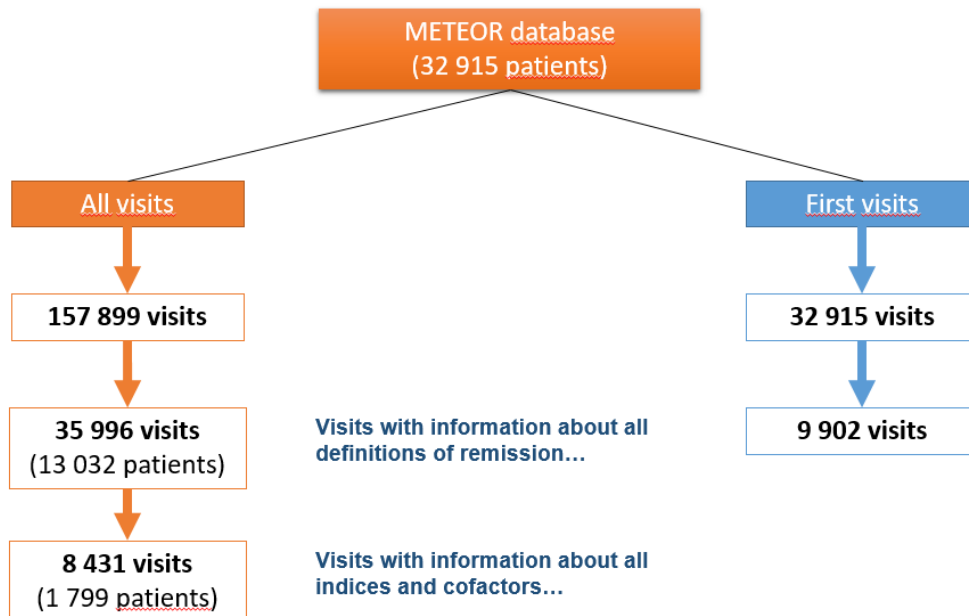 METEOR database
(32 915 patients)
All visits
First visits
157 899 visits
32 915 visits
35 996 visits
(13 032 patients)
Visits with information about all
definitions of remission…
9 902 visits
8 431 visits
(1 799 patients)
Visits with information about all
indices and cofactors…